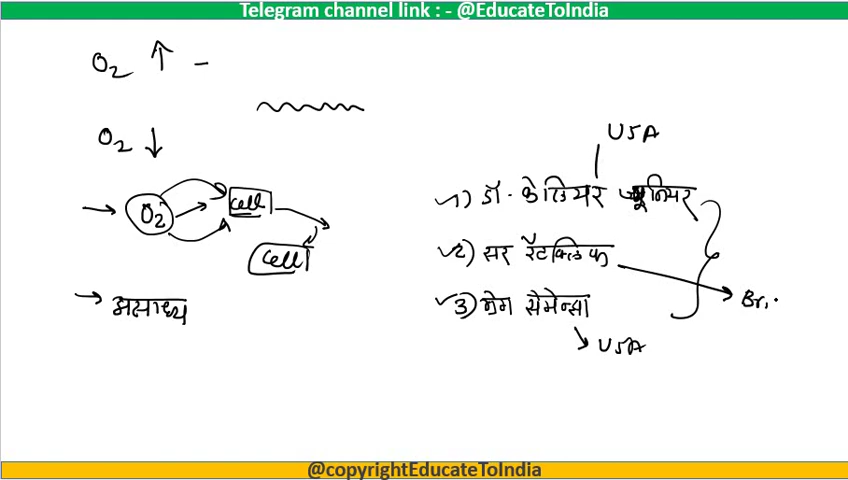 Telegram channel link : - @EducateToIndia
O₂ ↑ -
O₂ ↓
→ O₂ cell
cell
→ असाध्य
USA
1) डॉ. केलियर ज्यूनियर
2) सर रैटक्लिफ
→ Br.
3) ग्रेग सेमेन्सा
USA
@copyrightEducateToIndia